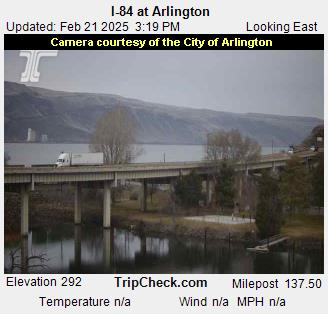 I-84 at Arlington
Updated: Feb 21 2025 3:19 PM Looking East
Camera courtesy of the City of Arlington
Elevation 292 TripCheck.com Milepost 137.50
Temperature n/a Wind n/a MPH n/a